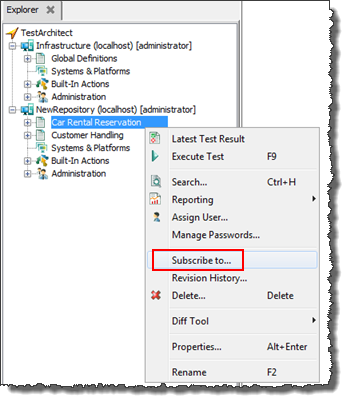 Explorer
TestArchitect
Infrastructure (localhost) [administrator]
Global Definitions
Systems & Platforms
Built-In Actions
Administration
NewRepository (localhost) [administrator]
Car Rental Reservation
Customer Handling
Systems & Platforms
Built-In Actions
Administration
Latest Test Result
Execute Test F9
Search... Ctrl+H
Reporting
Assign User...
Manage Passwords...
Subscribe to...
Revision History...
Delete... Delete
Diff Tool
Properties... Alt+Enter
Rename F2